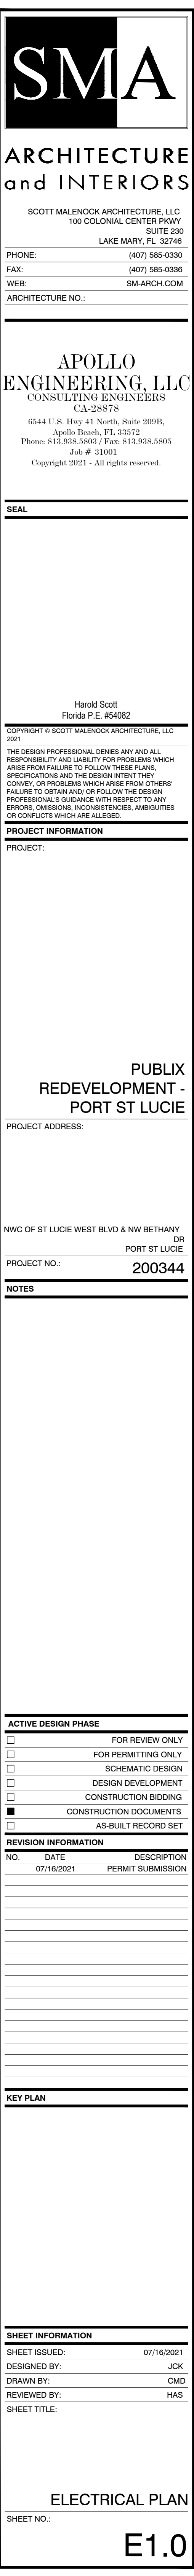 SMA
ARCHITECTURE
and INTERIORS
SCOTT MALENOCK ARCHITECTURE, LLC
100 COLONIAL CENTER PKWY
SUITE 230
LAKE MARY, FL 32746
PHONE: (407) 585-0330
FAX: (407) 585-0336
WEB: SM-ARCH.COM
ARCHITECTURE NO.:
APOLLO
ENGINEERING, LLC
CONSULTING ENGINEERS
CA-28878
6544 U.S. Hwy 41 North, Suite 209B,
Apollo Beach, FL 33572
Phone: 813.938.5803 / Fax: 813.938.5805
Job # 31001
Copyright 2021 - All rights reserved.
SEAL
Harold Scott
Florida P.E. #54082
COPYRIGHT © SCOTT MALENOCK ARCHITECTURE, LLC
2021
THE DESIGN PROFESSIONAL DENIES ANY AND ALL
RESPONSIBILITY AND LIABILITY FOR PROBLEMS WHICH
ARISE FROM FAILURE TO FOLLOW THESE PLANS,
SPECIFICATIONS AND THE DESIGN INTENT THEY
CONVEY, OR PROBLEMS WHICH ARISE FROM OTHERS'
FAILURE TO OBTAIN AND/ OR FOLLOW THE DESIGN
PROFESSIONAL'S GUIDANCE WITH RESPECT TO ANY
ERRORS, OMISSIONS, INCONSISTENCIES, AMBIGUITIES
OR CONFLICTS WHICH ARE ALLEGED.
PROJECT INFORMATION
PROJECT:
PUBLIX
REDEVELOPMENT -
PORT ST LUCIE
PROJECT ADDRESS:
NWC OF ST LUCIE WEST BLVD & NW BETHANY
DR
PORT ST LUCIE
PROJECT NO.: 200344
NOTES
ACTIVE DESIGN PHASE
FOR REVIEW ONLY
FOR PERMITTING ONLY
SCHEMATIC DESIGN
DESIGN DEVELOPMENT
CONSTRUCTION BIDDING
CONSTRUCTION DOCUMENTS
AS-BUILT RECORD SET
REVISION INFORMATION
NO. DATE DESCRIPTION
07/16/2021 PERMIT SUBMISSION
KEY PLAN
SHEET INFORMATION
SHEET ISSUED: 07/16/2021
DESIGNED BY: JCK
DRAWN BY: CMD
REVIEWED BY: HAS
SHEET TITLE:
ELECTRICAL PLAN
SHEET NO.:
E1.0